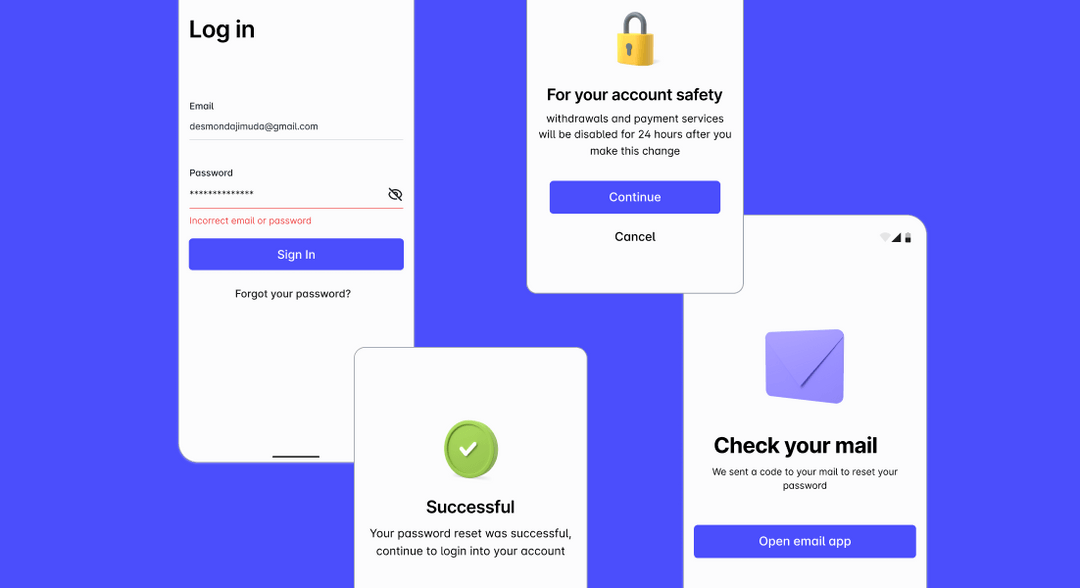 Log in
Email
desmondajimuda@gmail.com
Password
**************
Incorrect email or password
Sign In
Forgot your password?
For your account safety
withdrawals and payment services
will be disabled for 24 hours after you
make this change
Continue
Cancel
Successful
Your password reset was successful,
continue to login into your account
Check your mail
We sent a code to your mail to reset your
password
Open email app